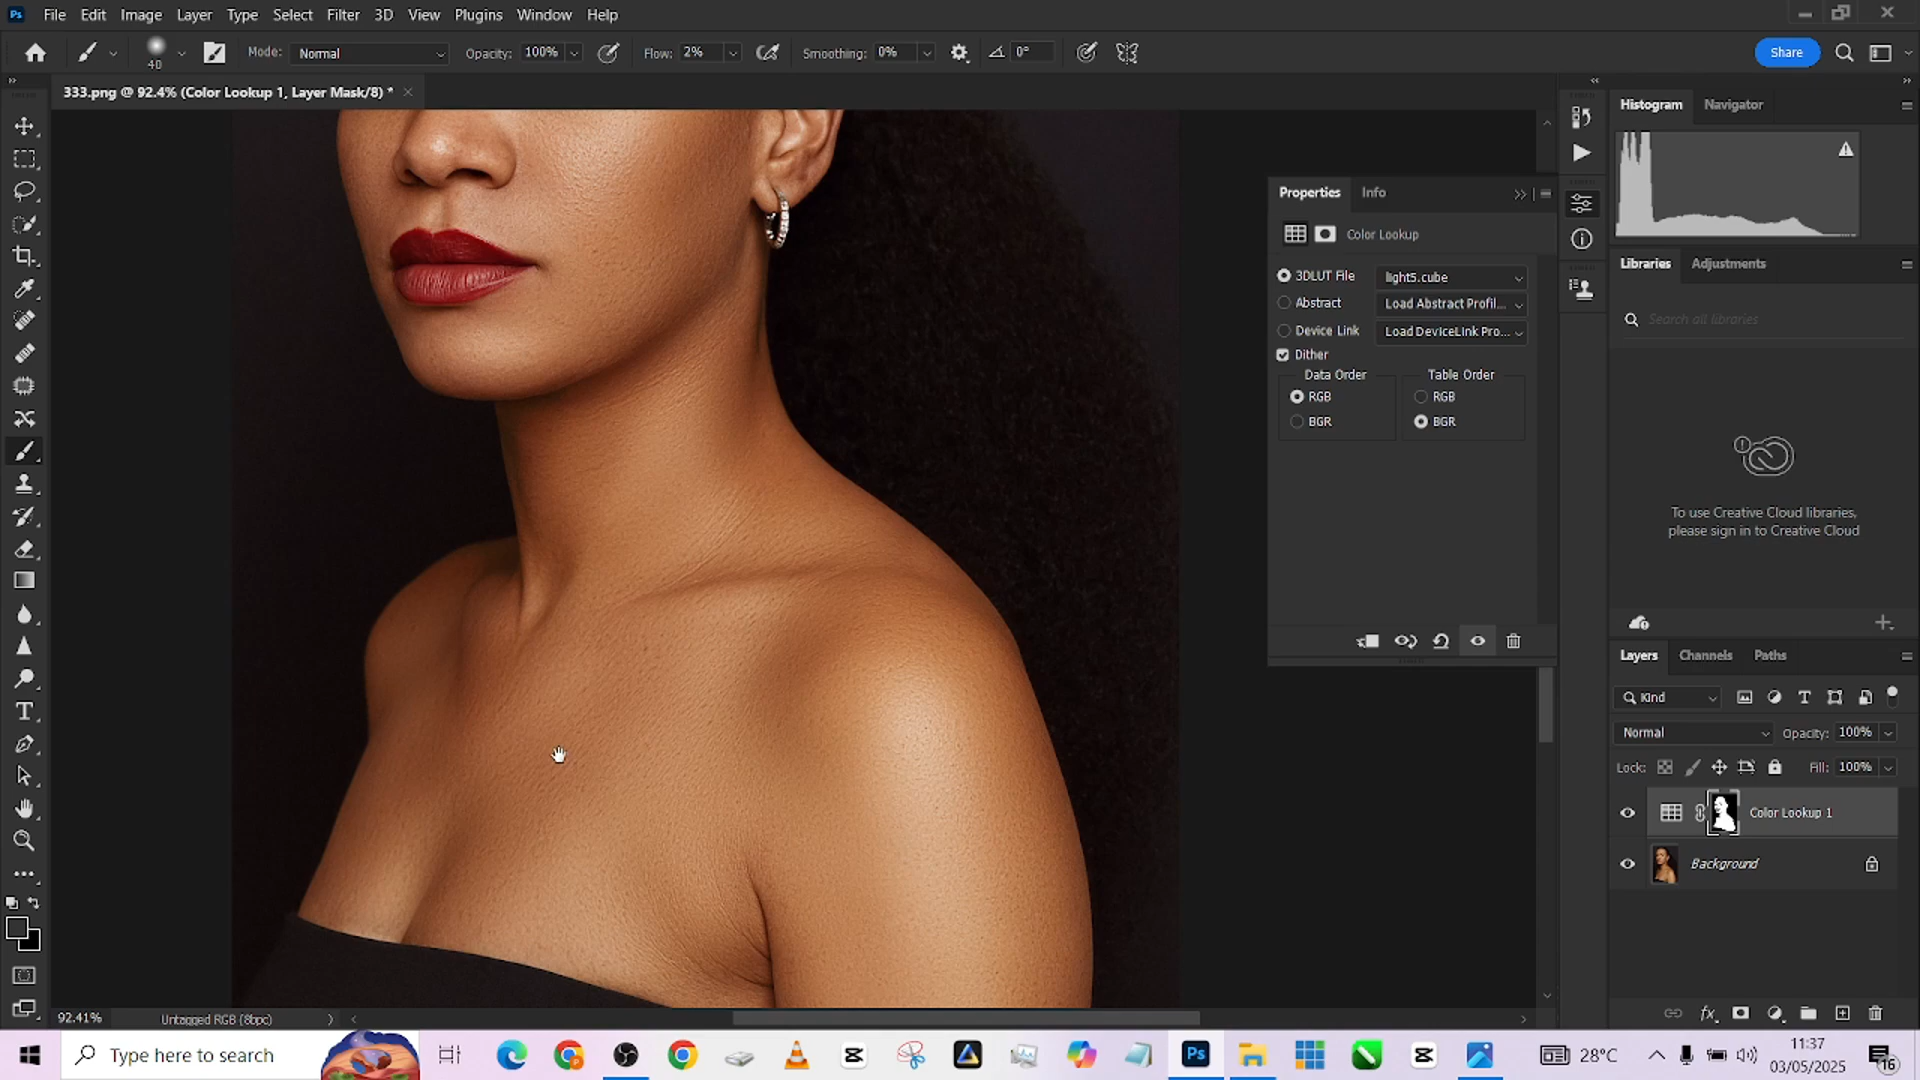 Ps File Edit Image Layer Type Select Filter 3D View Plugins Window Help
40 Mode: Normal Opacity: 100% Flow: 2% Smoothing: 0% 0° Share
333.png @ 92.4% (Color Lookup 1, Layer Mask/8) *
Histogram Navigator
Properties Info
Color Lookup
3DLUT File light5.cube
Abstract Load Abstract Profil...
Device Link Load DeviceLink Pro...
Dither
Data Order Table Order
RGB RGB
BGR BGR
Libraries Adjustments
Search all libraries
To use Creative Cloud libraries,
please sign in to Creative Cloud
Layers Channels Paths
Kind
Normal Opacity: 100%
Lock: Fill: 100%
Color Lookup 1
Background
92.41% Untagged RGB (8bpc)
Type here to search
Ps
28°C
11:37
03/05/2025
16